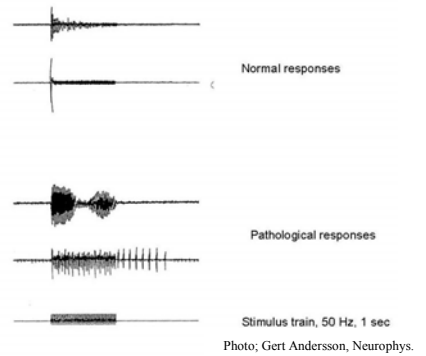 Normal responses
Pathological responses
Stimulus train, 50 Hz, 1 sec
Photo; Gert Andersson, Neurophys.